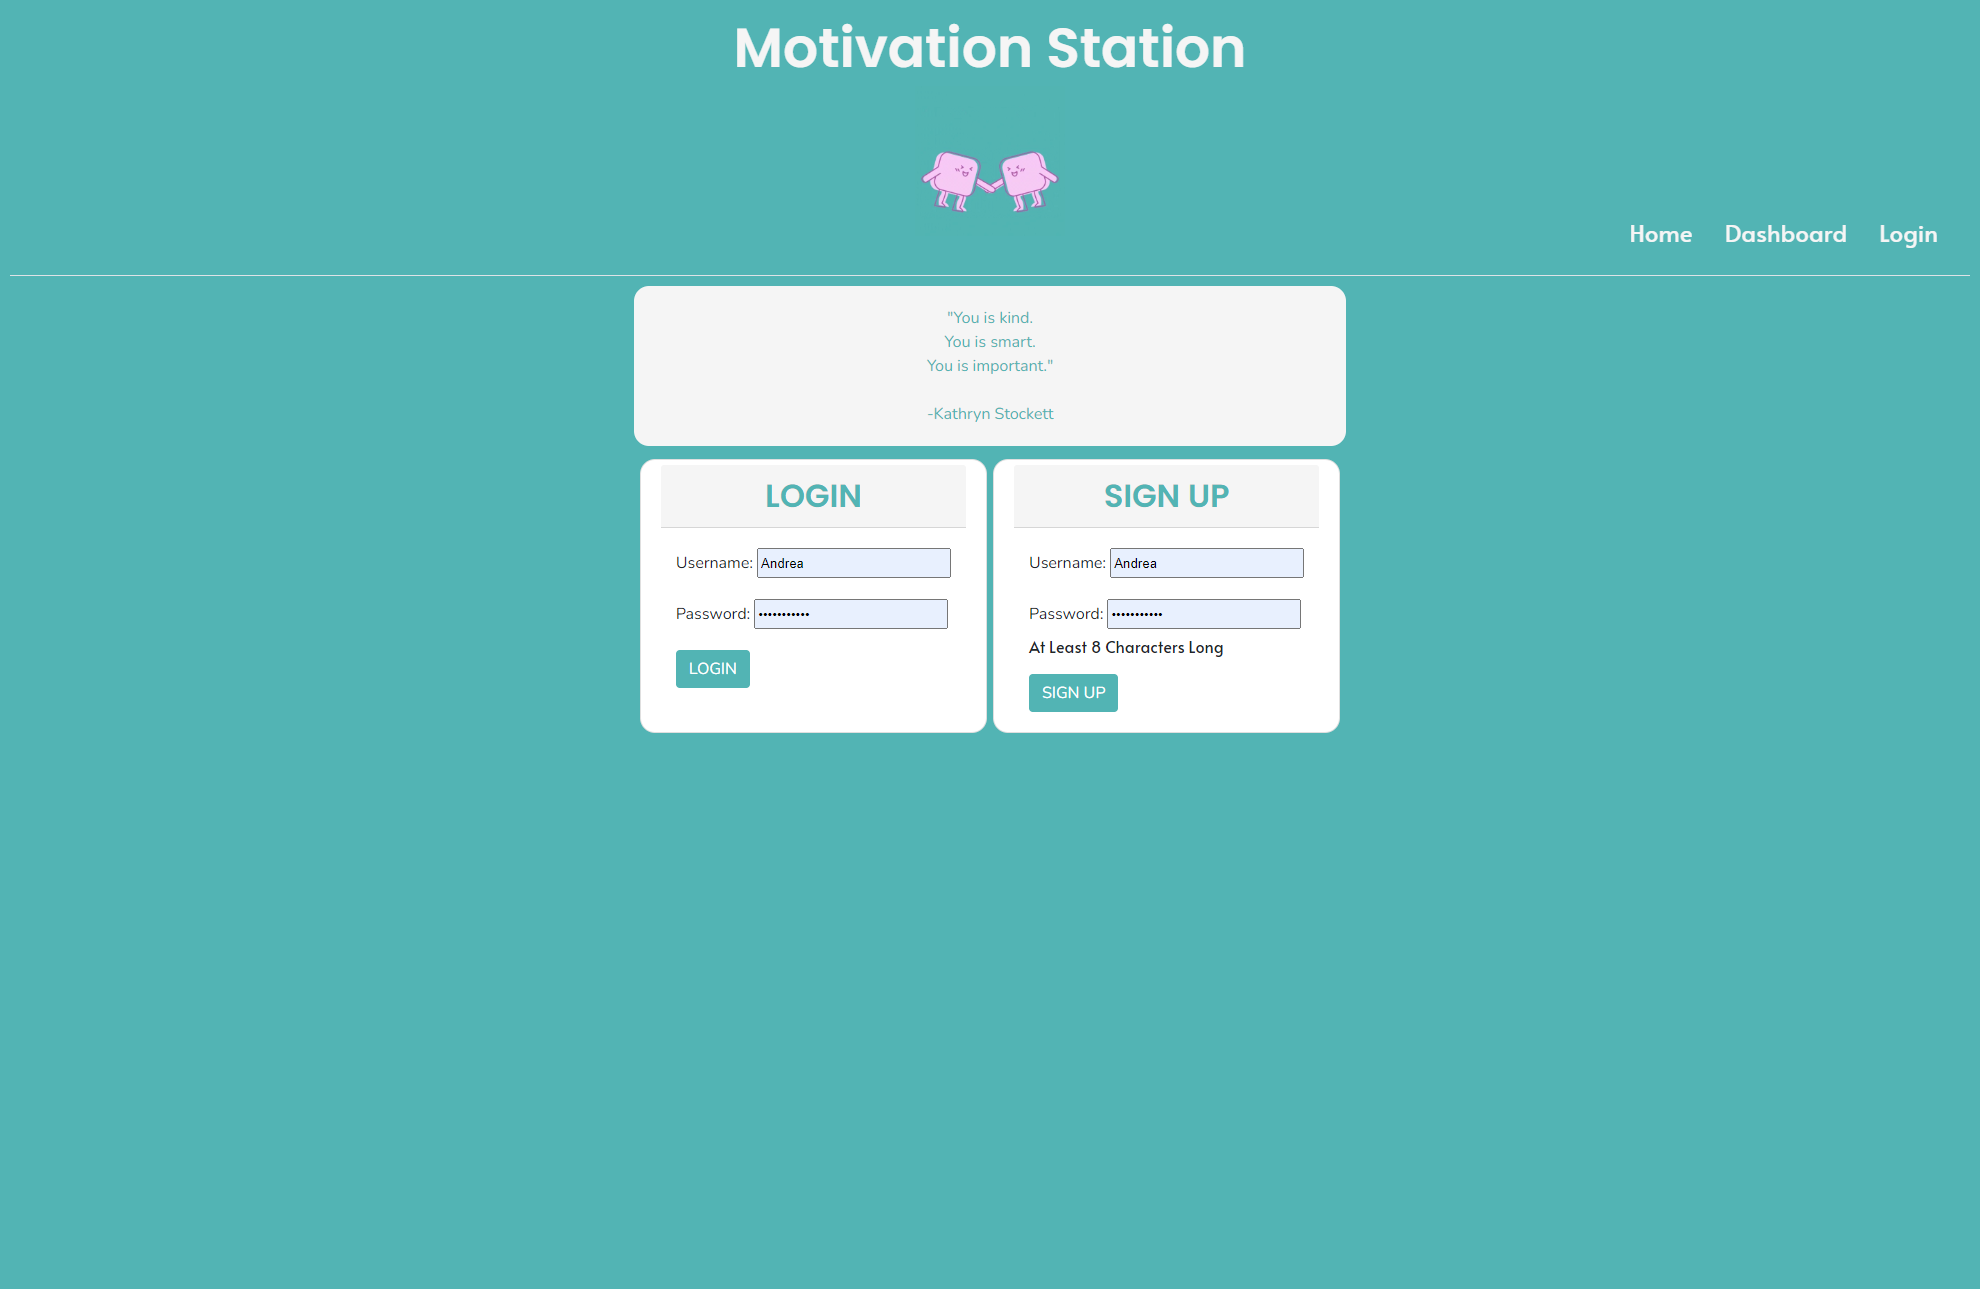 Motivation Station
Home Dashboard Login
"You is kind.
You is smart.
You is important."
-Kathryn Stockett
LOGIN
Username: Andrea
Password: •••••••••••
LOGIN
SIGN UP
Username: Andrea
Password: •••••••••••
At Least 8 Characters Long
SIGN UP